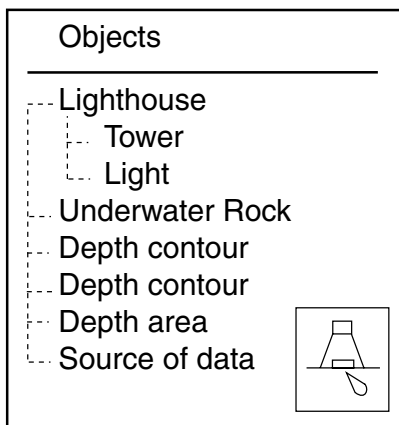 Objects
Lighthouse
Tower
Light
Underwater Rock
Depth contour
Depth contour
Depth area
Source of data